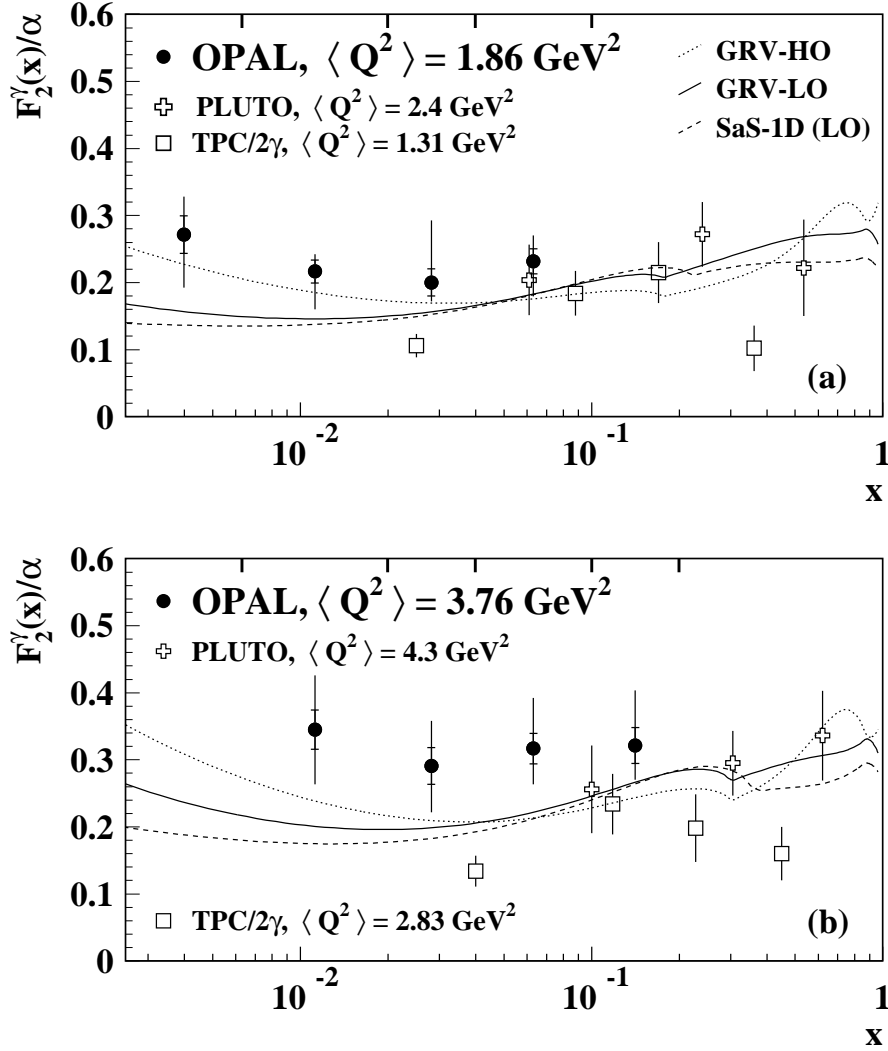 F₂^γ(x)/α
0.6
0.5
0.4
0.3
0.2
0.1
0
OPAL, ⟨ Q² ⟩ = 1.86 GeV²
PLUTO, ⟨ Q² ⟩ = 2.4 GeV²
TPC/2γ, ⟨ Q² ⟩ = 1.31 GeV²
GRV-HO
GRV-LO
SaS-1D (LO)
(a)
10⁻² 10⁻¹ 1
x
F₂^γ(x)/α
0.6
0.5
0.4
0.3
0.2
0.1
0
OPAL, ⟨ Q² ⟩ = 3.76 GeV²
PLUTO, ⟨ Q² ⟩ = 4.3 GeV²
TPC/2γ, ⟨ Q² ⟩ = 2.83 GeV²
(b)
10⁻² 10⁻¹ 1
x